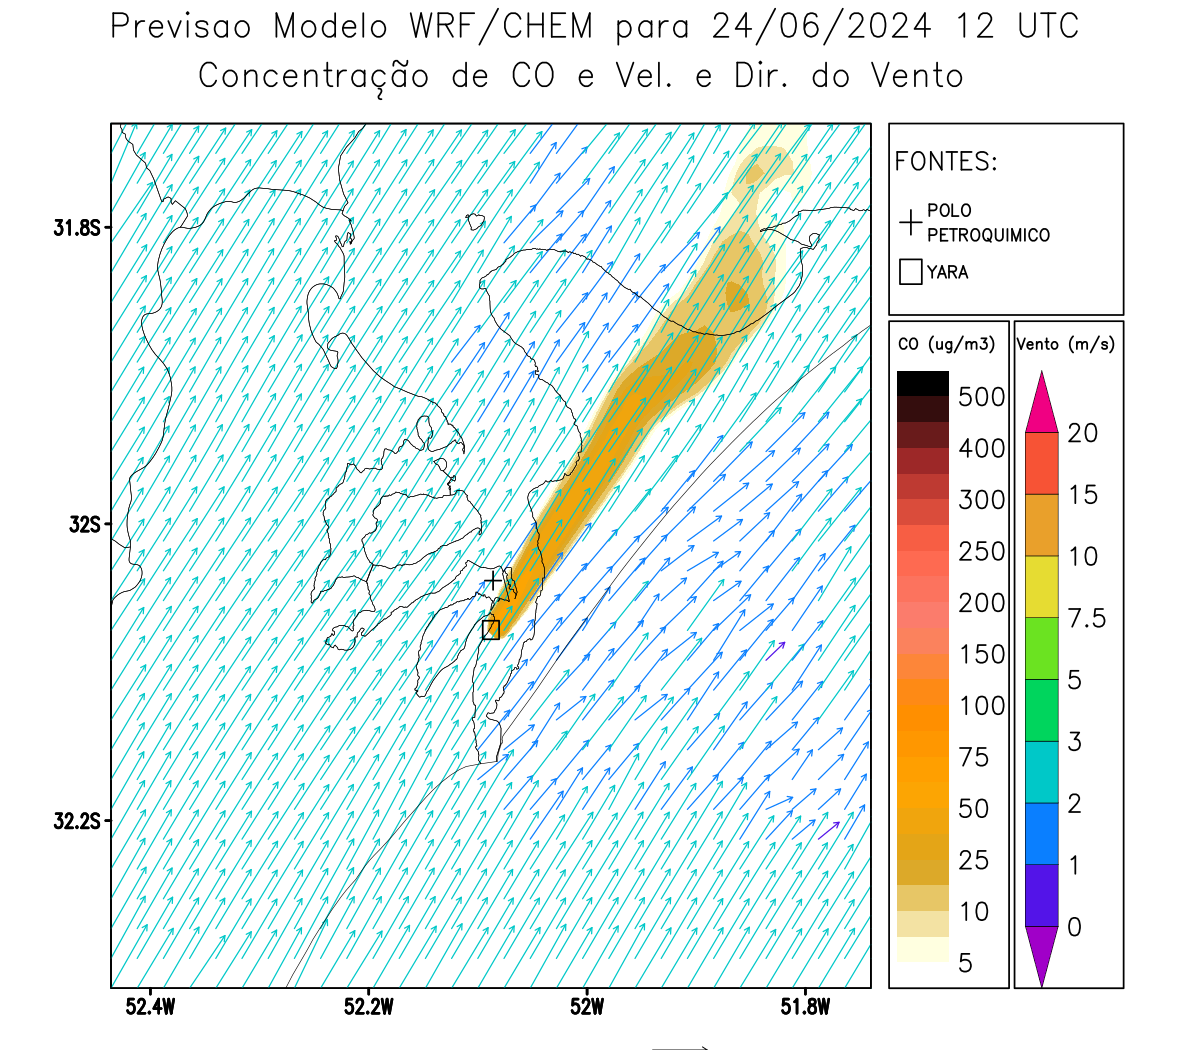 Previsao Modelo WRF/CHEM para 24/06/2024 12 UTC
Concentração de CO e Vel. e Dir. do Vento
FONTES:
POLO
PETROQUIMICO
YARA
CO (ug/m3)
500
400
300
250
200
150
100
75
50
25
10
5
Vento (m/s)
20
15
10
7.5
5
3
2
1
0
31.8S
32S
32.2S
52.4W
52.2W
52W
51.8W